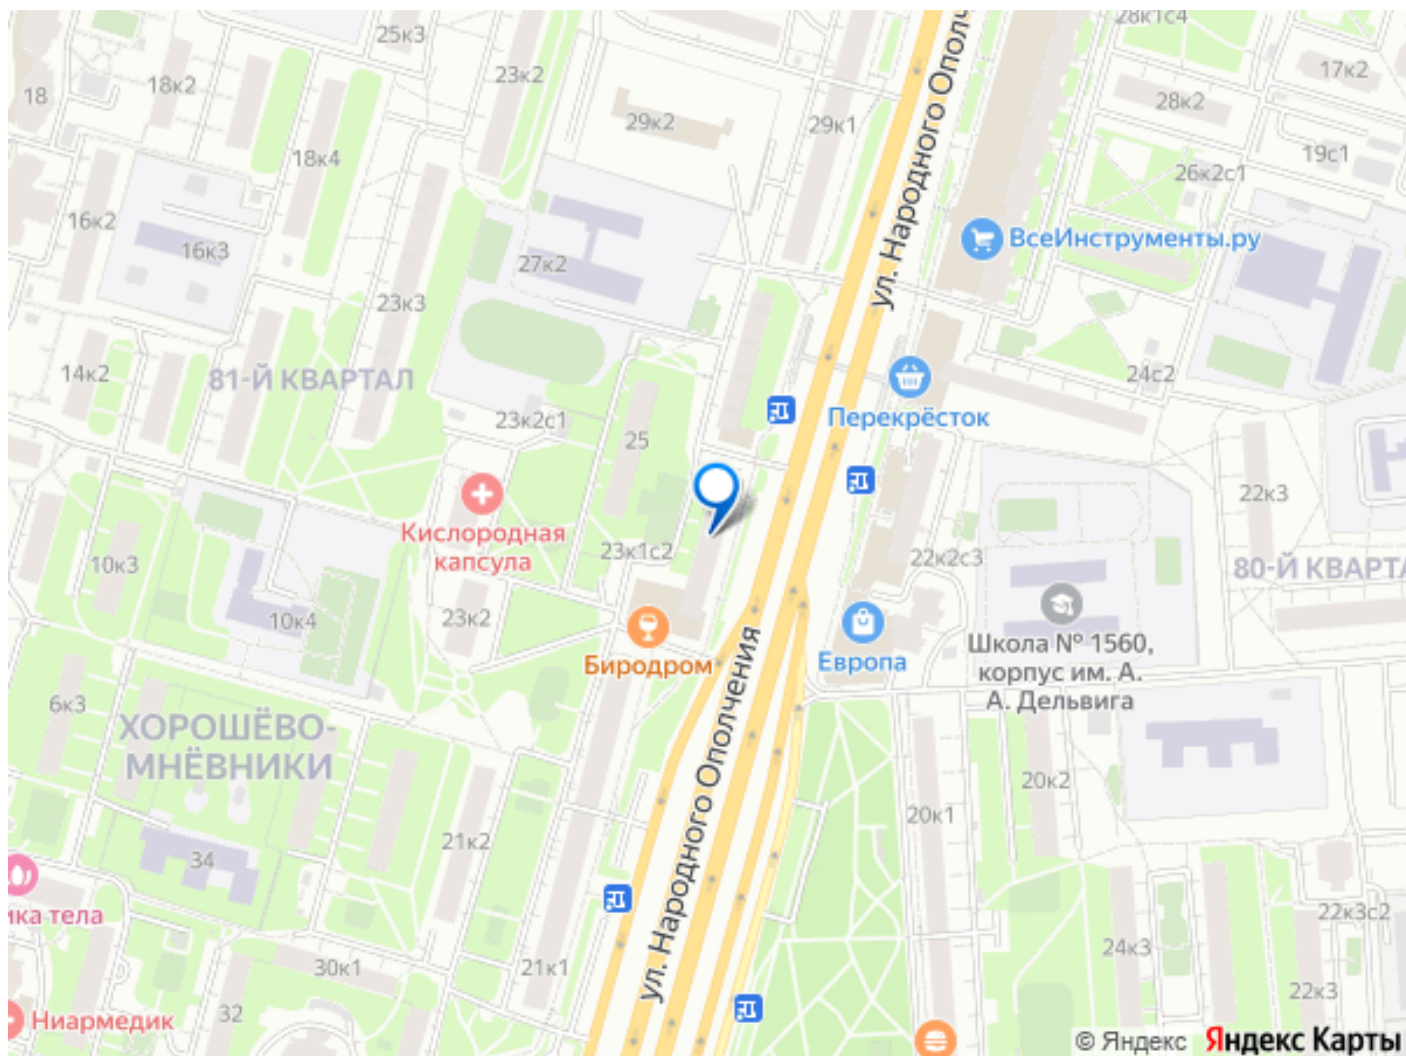 25к3
28к1с4
23к2
18к2
18
17к2
28к2
29к2
29к1
19с1
18к4
26к2с1
16к2
16к3
27к2
ул. Народного Ополч
ВсеИнструменты.ру
23к3
14к2
81-Й КВАРТАЛ
24с2
Перекрёсток
23к2с1
25
22к3
Кислородная
капсула
23к1с2
22к2с3
10к3
80-Й КВАРТА
10к4
23к2
Школа № 1560,
корпус им. А.
А. Дельвига
Биродром
Европа
6к3
ХОРОШЁВО-
МНЁВНИКИ
ул. Народного Ополчения
20к2
20к1
21к2
34
ика тела
22к3с2
24к3
30к1
21к1
22к3
32
Ниармедик
© Яндекс Яндекс Карты